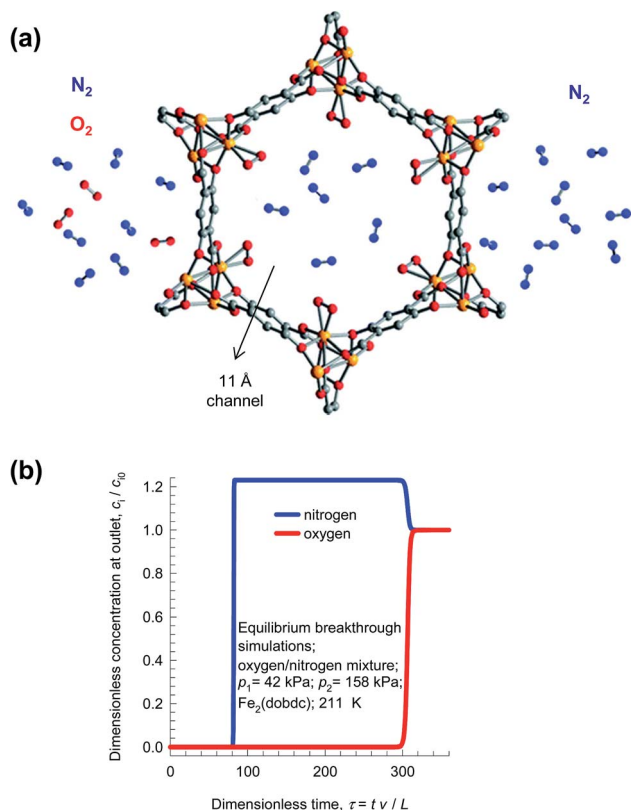 (a)
N₂
O₂
N₂
11 Å
channel
(b)
Dimensionless concentration at outlet, cᵢ / cᵢ₀
1.2
1.0
0.8
0.6
0.4
0.2
0.0
nitrogen
oxygen
Equilibrium breakthrough
simulations;
oxygen/nitrogen mixture;
p₁= 42 kPa; p₂= 158 kPa;
Fe₂(dobdc); 211 K
0 100 200 300
Dimensionless time, τ = t v / L